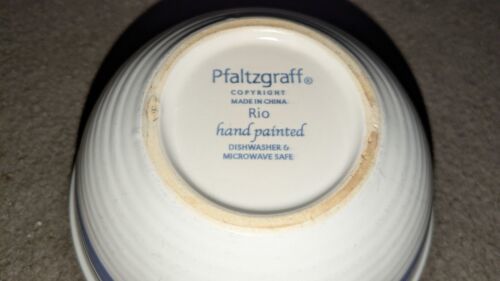 Pfaltzgraff®
COPYRIGHT
MADE IN CHINA
Rio
hand painted
DISHWASHER &
MICROWAVE SAFE